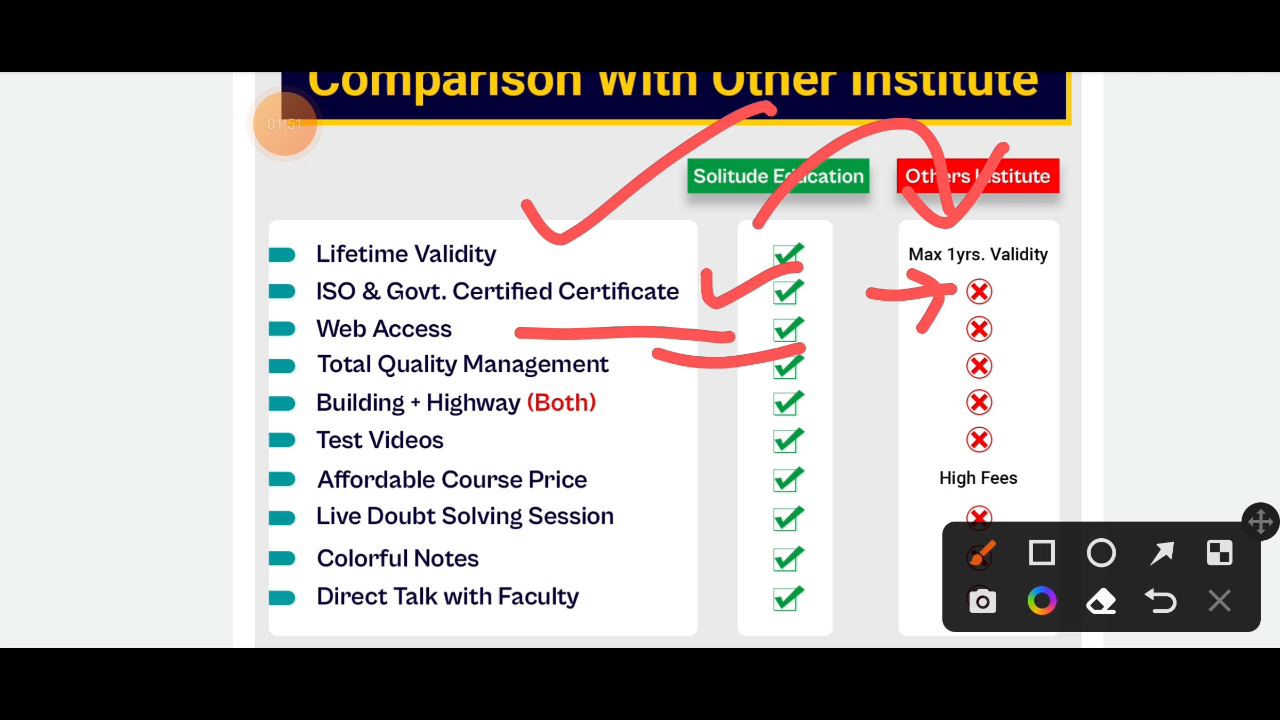 Comparison With Other Institute
01:51
Solitude Education Others Institute
Lifetime Validity Max 1yrs. Validity
ISO & Govt. Certified Certificate
Web Access
Total Quality Management
Building + Highway (Both)
Test Videos
Affordable Course Price High Fees
Live Doubt Solving Session
Colorful Notes
Direct Talk with Faculty